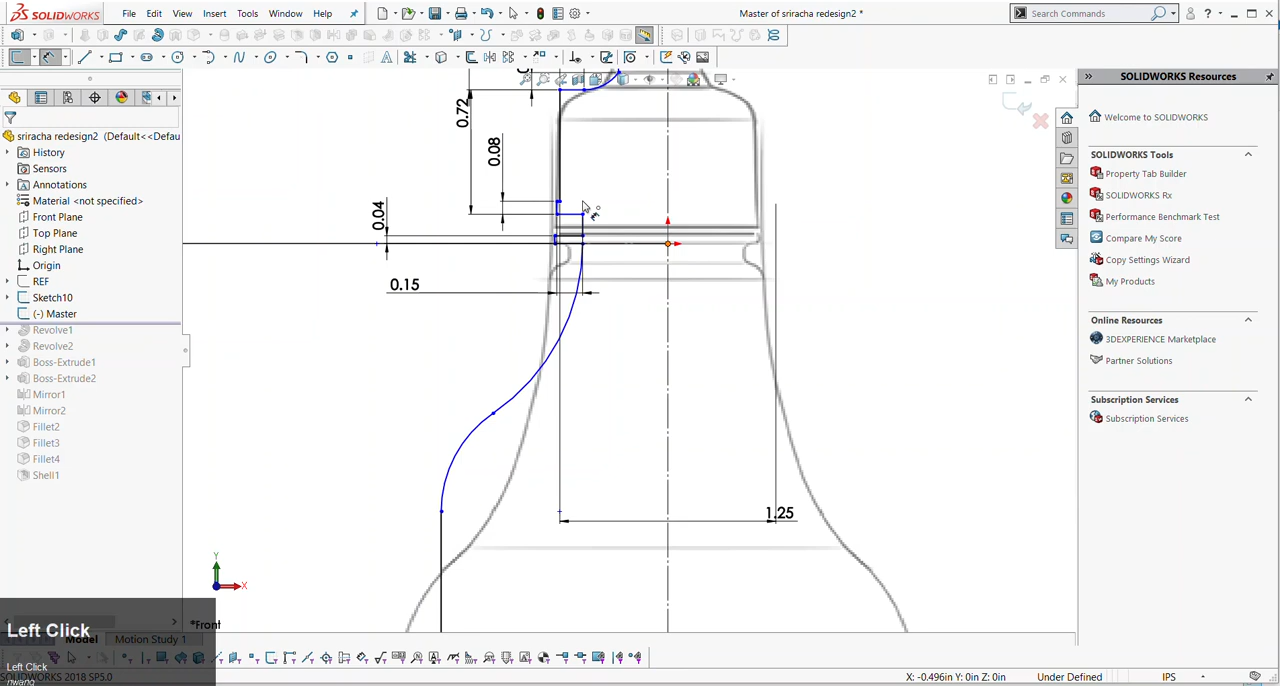 SOLIDWORKS
File Edit View Insert Tools Window Help
Master of sriracha redesign2 *
Search Commands
SOLIDWORKS Resources
Welcome to SOLIDWORKS
SOLIDWORKS Tools
Property Tab Builder
SOLIDWORKS Rx
Performance Benchmark Test
Compare My Score
Copy Settings Wizard
My Products
Online Resources
3DEXPERIENCE Marketplace
Partner Solutions
Subscription Services
Subscription Services
sriracha redesign2 (Default<<Defau
History
Sensors
Annotations
Material <not specified>
Front Plane
Top Plane
Right Plane
Origin
REF
Sketch10
(-) Master
Revolve1
Revolve2
Boss-Extrude1
Boss-Extrude2
Mirror1
Mirror2
Fillet2
Fillet3
Fillet4
Shell1
0.72
0.08
0.04
0.15
1.25
Y
X
*Front
Left Click
Left Click
Model Motion Study 1
SOLIDWORKS 2018 SP5.0
X: -0.496in Y: 0in Z: 0in Under Defined IPS